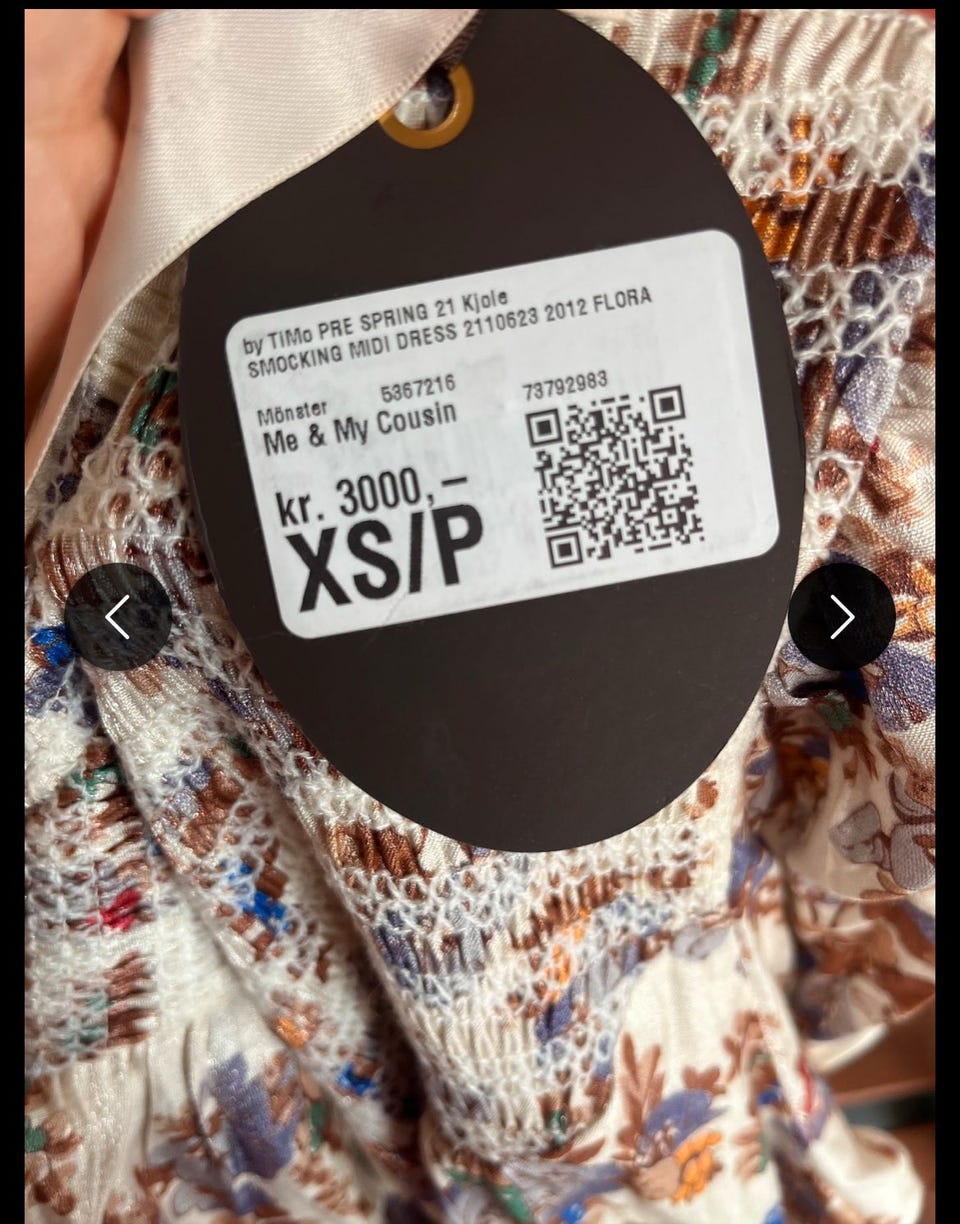 by TIMo PRE SPRING 21 Kjole
SMOCKING MIDI DRESS 2110623 2012 FLORA
Mönster 5367216
73792983
Me & My Cousin
kr. 3000,–
XS/P